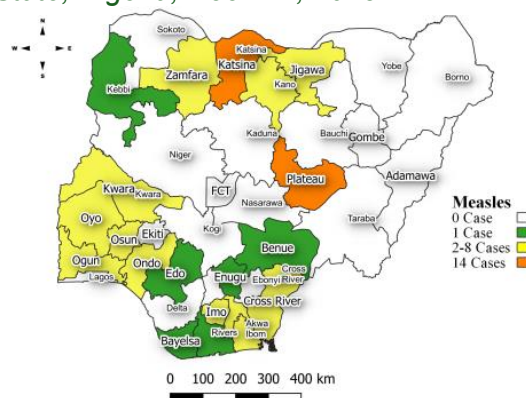 State, Nigeria,
N
W
E
S
Sokoto
Katsina
Katsina
Zamfara
Jigawa
Kano
Yobe
Borno
Kebbi
Kaduna
Bauchi
Gombe
Niger
Plateau
Adamawa
Kwara
Kwara
FCT
Nasarawa
Taraba
Oyo
Ekiti
Kogi
Osun
Benue
Ogun
Ondo
Edo
Enugu
Cross
Ebonyi River
Lagos
Delta
Cross River
Imo
Akwa
Ibom
Rivers
Bayelsa
Measles
0 Case
1 Case
2-8 Cases
14 Cases
0 100 200 300 400 km